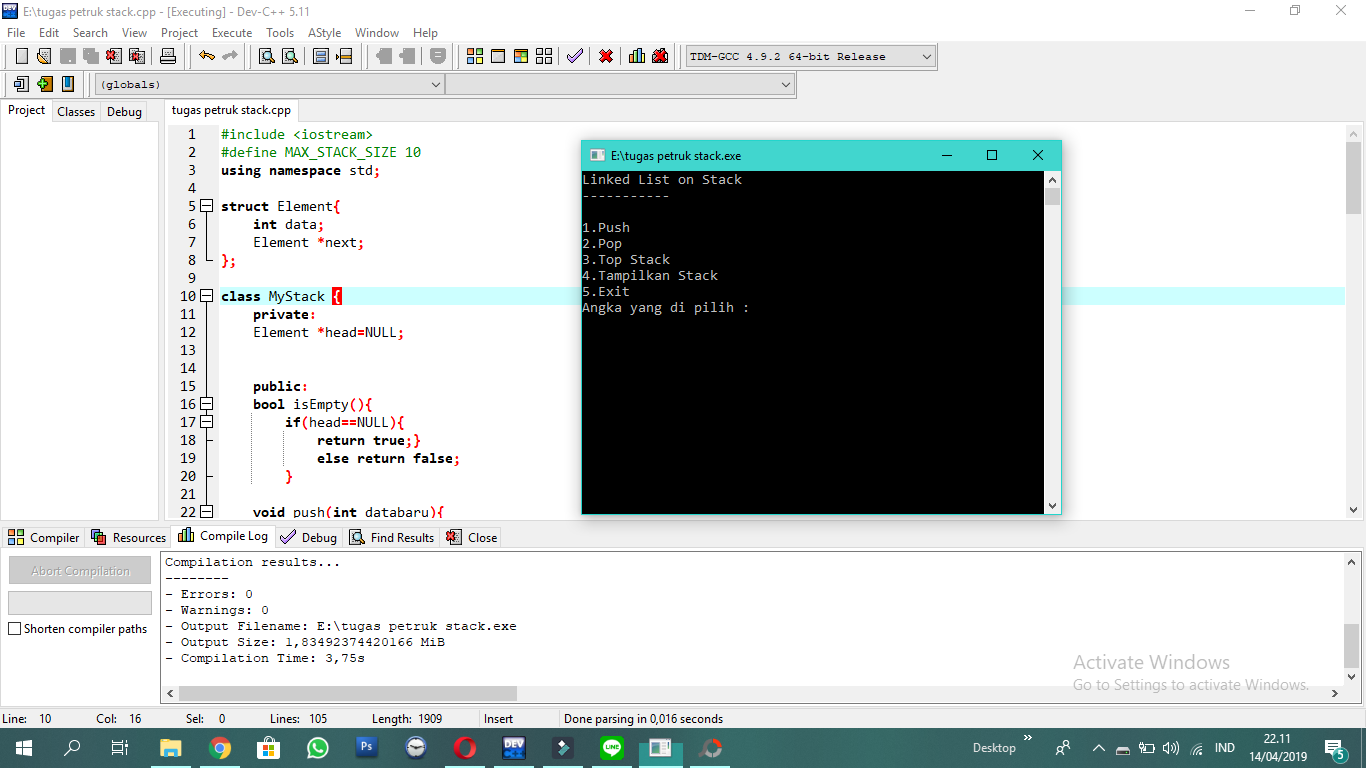 E:\tugas petruk stack.cpp - [Executing] - Dev-C++ 5.11
File Edit Search View Project Execute Tools AStyle Window Help
TDM-GCC 4.9.2 64-bit Release
(globals)
Project Classes Debug
tugas petruk stack.cpp
1 #include <iostream>
2 #define MAX_STACK_SIZE 10
3 using namespace std;
4
5 struct Element{
6 int data;
7 Element *next;
8 };
9
10 class MyStack {
11 private:
12 Element *head=NULL;
13
14
15 public:
16 bool isEmpty(){
17 if(head==NULL){
18 return true;}
19 else return false;
20 }
21
22 void push(int databaru){
E:\tugas petruk stack.exe
Linked List on Stack
-----------
1.Push
2.Pop
3.Top Stack
4.Tampilkan Stack
5.Exit
Angka yang di pilih :
Compiler Resources Compile Log Debug Find Results Close
Abort Compilation
Shorten compiler paths
Compilation results...
--------
- Errors: 0
- Warnings: 0
- Output Filename: E:\tugas petruk stack.exe
- Output Size: 1,83492374420166 MiB
- Compilation Time: 3,75s
Activate Windows
Go to Settings to activate Windows.
Line: 10 Col: 16 Sel: 0 Lines: 105 Length: 1909 Insert Done parsing in 0,016 seconds
Ps
DEV
LINE
Desktop
IND
22.11
14/04/2019
5